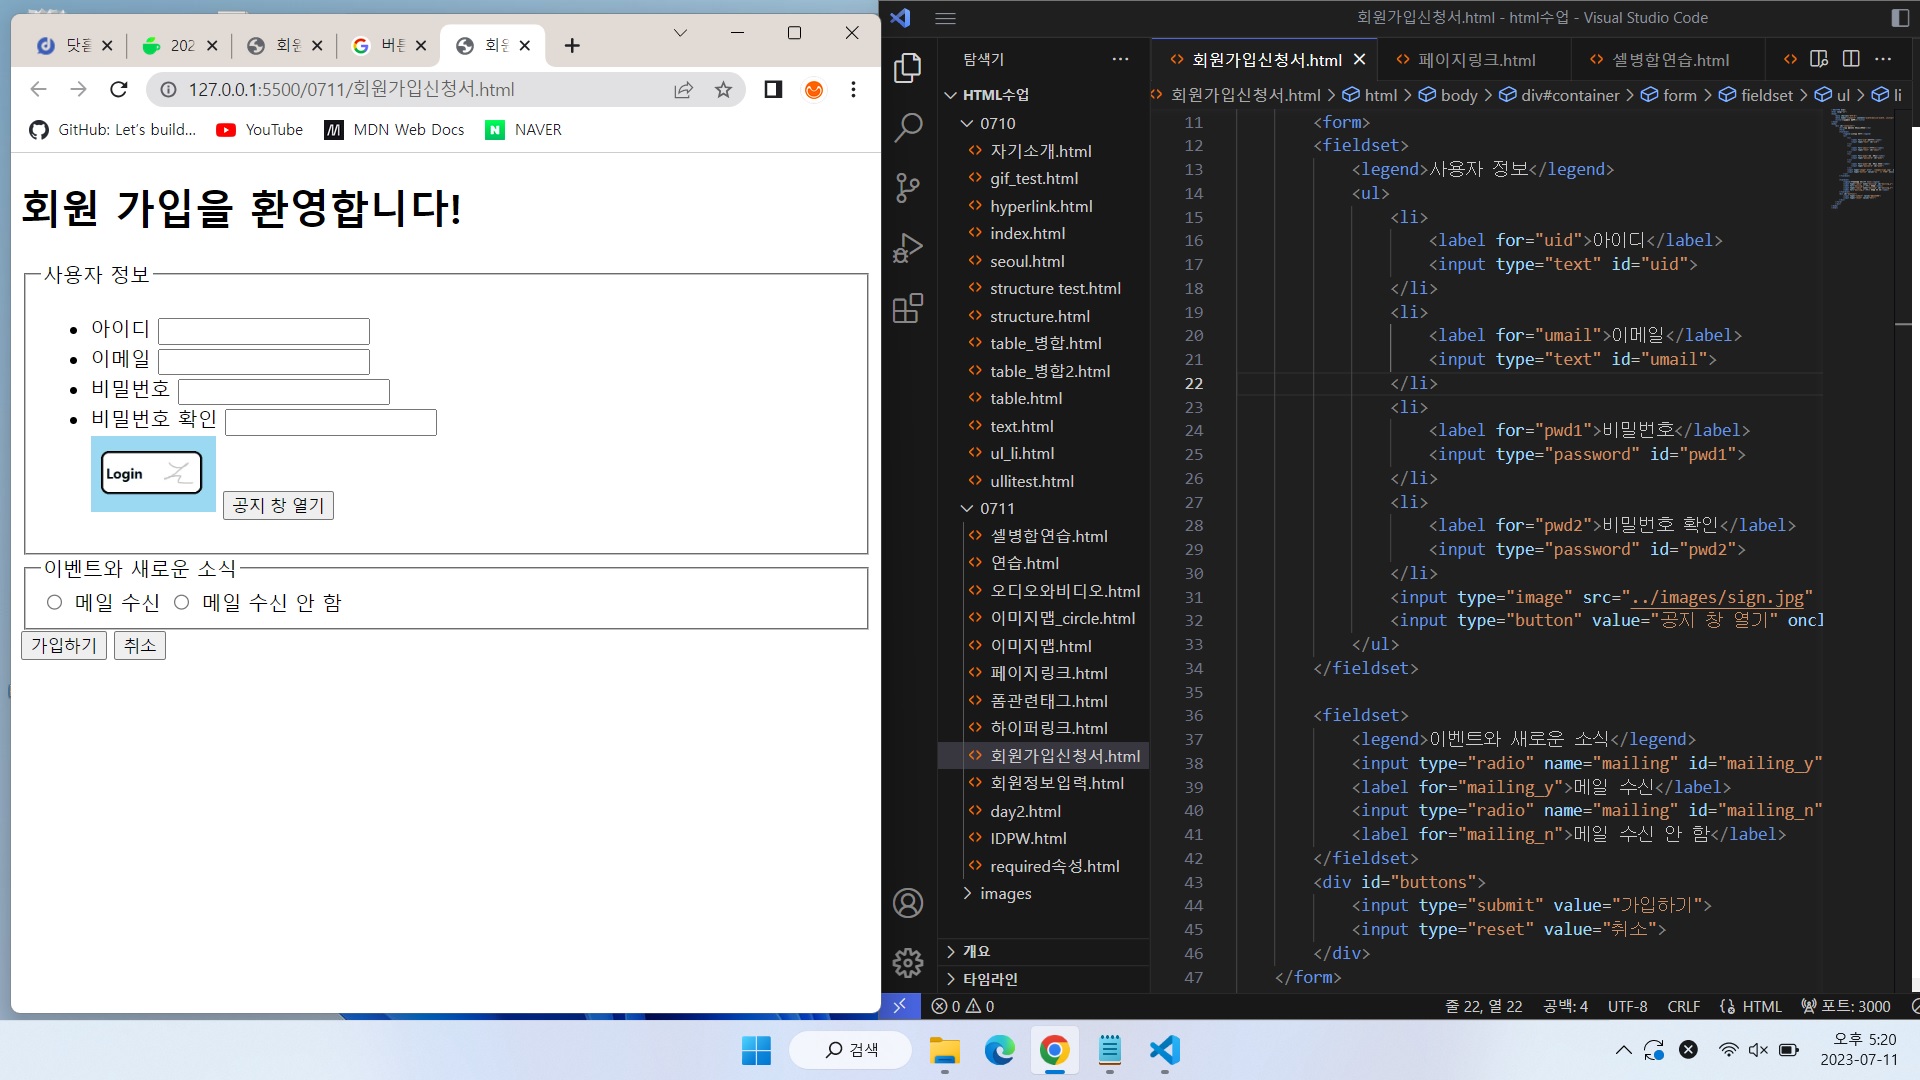 닷
202
회원
버튼
회원
127.0.0.1:5500/0711/회원가입신청서.html
GitHub: Let's build...
YouTube
MDN Web Docs
NAVER
회원 가입을 환영합니다!
사용자 정보
아이디
이메일
비밀번호
비밀번호 확인
Login
공지 창 열기
이벤트와 새로운 소식
메일 수신 메일 수신 안 함
가입하기 취소
회원가입신청서.html - html수업 - Visual Studio Code
탐색기
HTML수업
0710
자기소개.html
gif_test.html
hyperlink.html
index.html
seoul.html
structure test.html
structure.html
table_병합.html
table_병합2.html
table.html
text.html
ul_li.html
ullitest.html
0711
셀병합연습.html
연습.html
오디오와비디오.html
이미지맵_circle.html
이미지맵.html
페이지링크.html
폼관련태그.html
하이퍼링크.html
회원가입신청서.html
회원정보입력.html
day2.html
IDPW.html
required속성.html
images
개요
타임라인
회원가입신청서.html 페이지링크.html 셀병합연습.html
회원가입신청서.html > html > body > div#container > form > fieldset > ul > li
11 <form>
12 <fieldset>
13 <legend>사용자 정보</legend>
14 <ul>
15 <li>
16 <label for="uid">아이디</label>
17 <input type="text" id="uid">
18 </li>
19 <li>
20 <label for="umail">이메일</label>
21 <input type="text" id="umail">
22 </li>
23 <li>
24 <label for="pwd1">비밀번호</label>
25 <input type="password" id="pwd1">
26 </li>
27 <li>
28 <label for="pwd2">비밀번호 확인</label>
29 <input type="password" id="pwd2">
30 </li>
31 <input type="image" src="../images/sign.jpg"
32 <input type="button" value="공지 창 열기" oncl
33 </ul>
34 </fieldset>
35
36 <fieldset>
37 <legend>이벤트와 새로운 소식</legend>
38 <input type="radio" name="mailing" id="mailing_y"
39 <label for="mailing_y">메일 수신</label>
40 <input type="radio" name="mailing" id="mailing_n"
41 <label for="mailing_n">메일 수신 안 함</label>
42 </fieldset>
43 <div id="buttons">
44 <input type="submit" value="가입하기">
45 <input type="reset" value="취소">
46 </div>
47 </form>
0 0
줄 22, 열 22 공백: 4 UTF-8 CRLF HTML 포트: 3000
검색
오후 5:20
2023-07-11